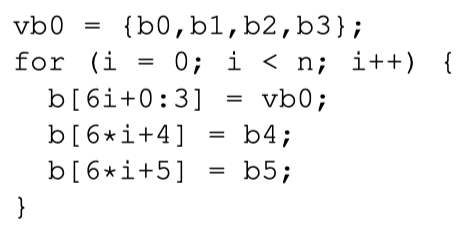 vb0 = {b0,b1,b2,b3};
for (i = 0; i < n; i++) {
  b[6i+0:3] = vb0;
  b[6*i+4] = b4;
  b[6*i+5] = b5;
}